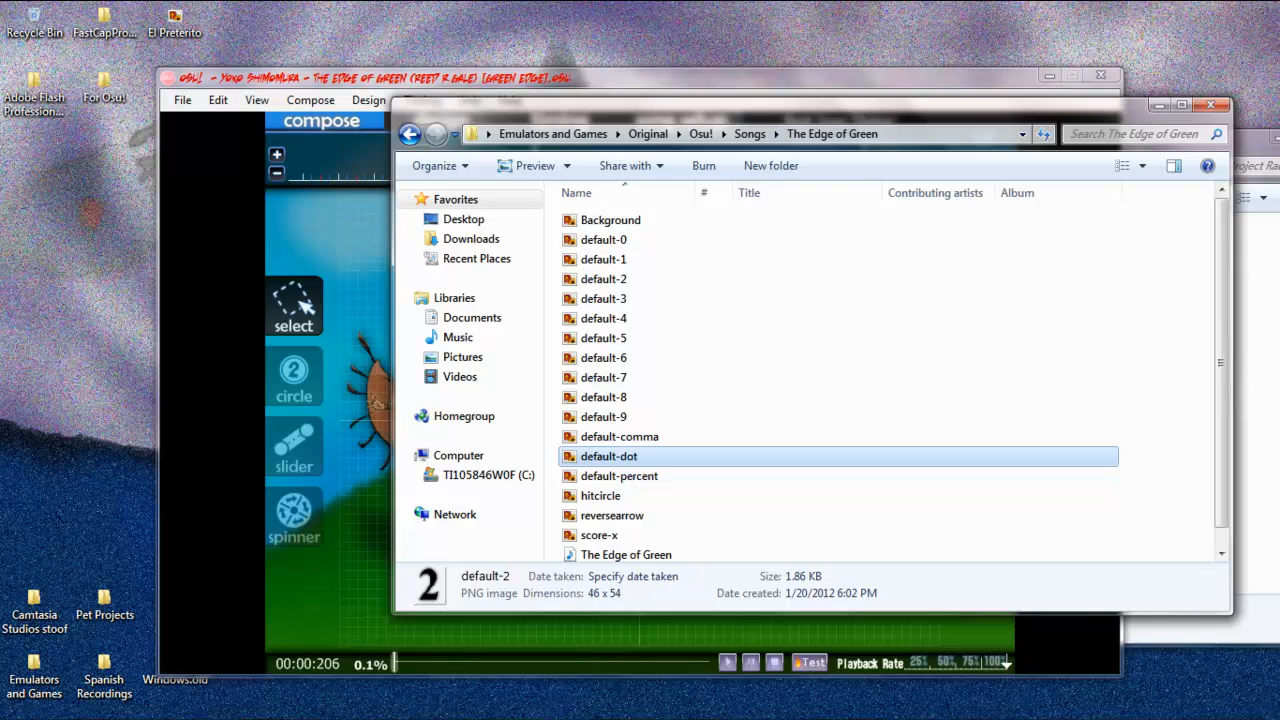 Recycle Bin
FastCapPro...
El Preterito
Adobe Flash
Profession...
For Osu!
osu! - Yoko Shimomura - The Edge of Green (Reed R.Gale) [Green Edge].osu
File Edit View Compose Design
compose
select
2
circle
slider
spinner
00:00:206 0.1%
Test
Playback Rate 25% 50% 75% 100%
Emulators and Games Original Osu! Songs The Edge of Green
Search The Edge of Green
Organize Preview Share with Burn New folder
Favorites
Desktop
Downloads
Recent Places
Libraries
Documents
Music
Pictures
Videos
Homegroup
Computer
TI105846W0F (C:)
Network
Name # Title Contributing artists Album
Background
default-0
default-1
default-2
default-3
default-4
default-5
default-6
default-7
default-8
default-9
default-comma
default-dot
default-percent
hitcircle
reversearrow
score-x
The Edge of Green
2
default-2 Date taken: Specify date taken Size: 1.86 KB
PNG image Dimensions: 46 x 54 Date created: 1/20/2012 6:02 PM
Camtasia
Studios stoof
Pet Projects
Emulators
and Games
Spanish
Recordings
Windows.old